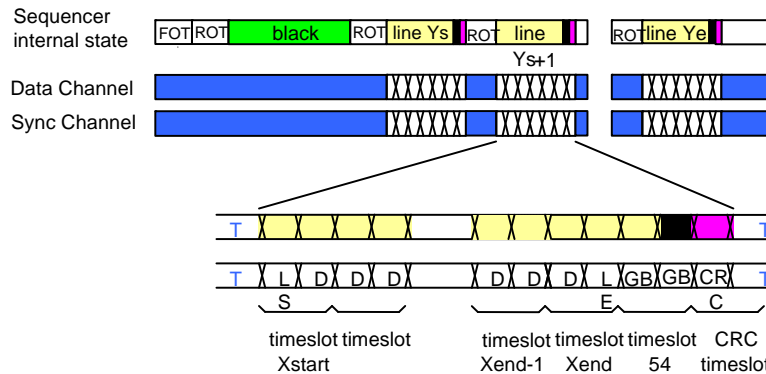 Sequencer
internal state
FOT ROT black ROT line Ys ROT line ROT line Ye
Ys+1
Data Channel
Sync Channel
T T
T L D D D D D D L GB GB CR T
S E C
timeslot timeslot timeslot timeslot timeslot CRC
Xstart Xend-1 Xend 54 timeslot